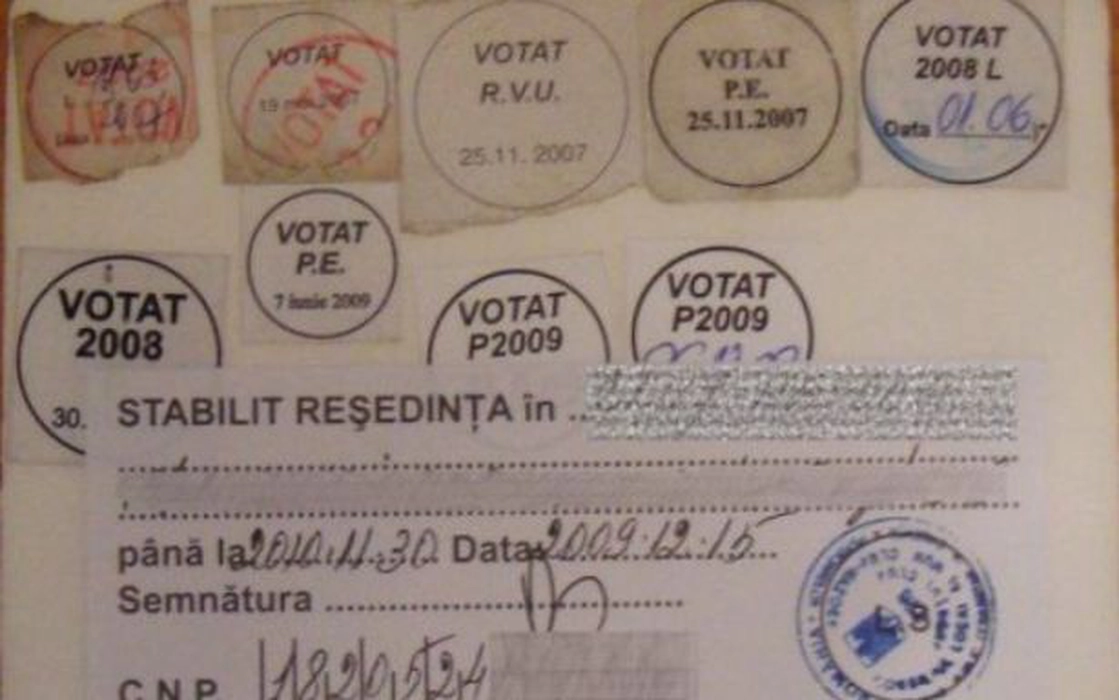 VOTAT
VOTAT
VOTAT
VOTAT
R.V.U.
25.11. 2007
VOTAT
P.E.
25.11.2007
VOTAT
2008 L
Data 01.06.
VOTAT
P.E.
7 iunie 2009
VOTAT
2008
30.
VOTAT
P2009
VOTAT
P2009
STABILIT REŞEDINŢA în ..
până la 2010.11.30. Data 2009.12.15
Semnătura
C.N.P. 1820524